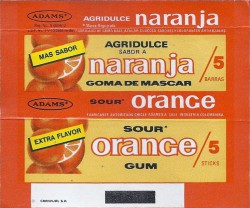 ADAMS®
AGRIDULCE
naranja
MAS SABOR
AGRIDULCE
SABOR A
naranja /5
BARRAS
GOMA DE MASCAR
ADAMS®
SOUR®
orange
EXTRA FLAVOR
SOUR®
orange /5
STICKS
GUM